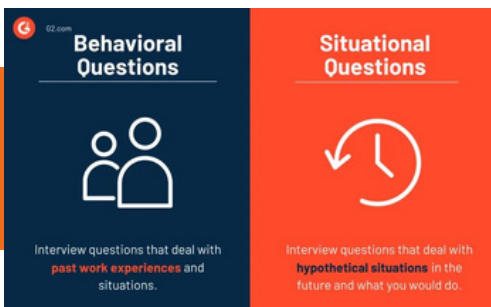 G2.com
Behavioral
Questions
Interview questions that deal with
past work experiences and
situations.
Situational
Questions
Interview questions that deal with
hypothetical situations in the
future and what you would do.